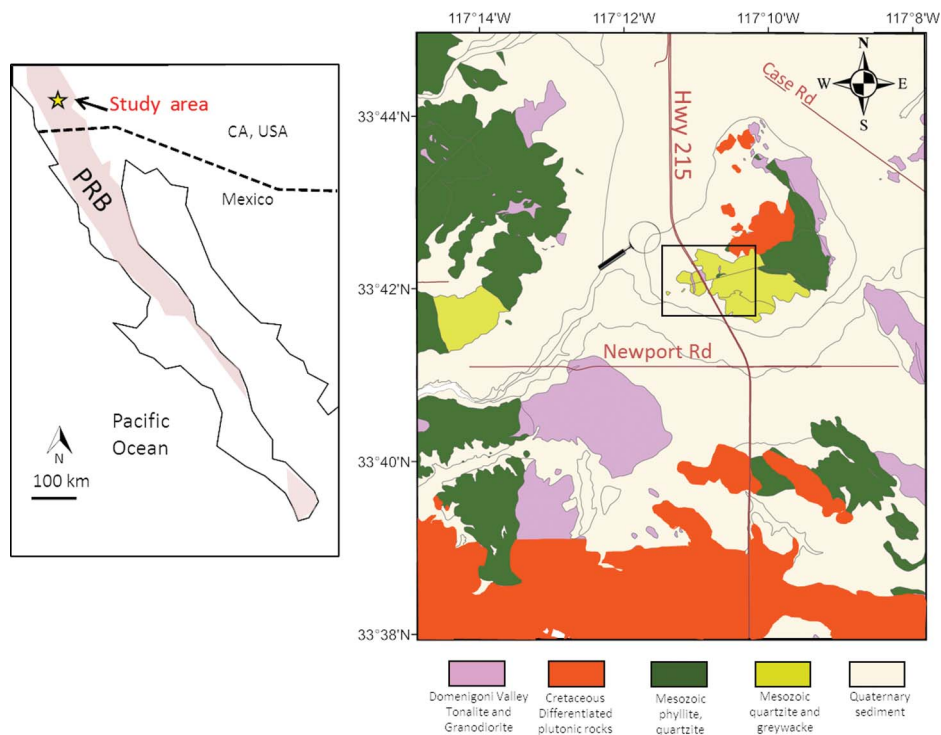 Study area
CA, USA
Mexico
PRB
Pacific
Ocean
N
100 km
117°14'W
117°12'W
117°10'W
117°8'W
33°44'N
33°42'N
33°40'N
33°38'N
Hwy 215
Case Rd
N
W
E
S
Newport Rd
Domenigoni Valley
Tonalite and
Granodiorite
Cretaceous
Differentiated
plutonic rocks
Mesozoic
phyllite,
quartzite
Mesozoic
quartzite and
greywacke
Quaternary
sediment